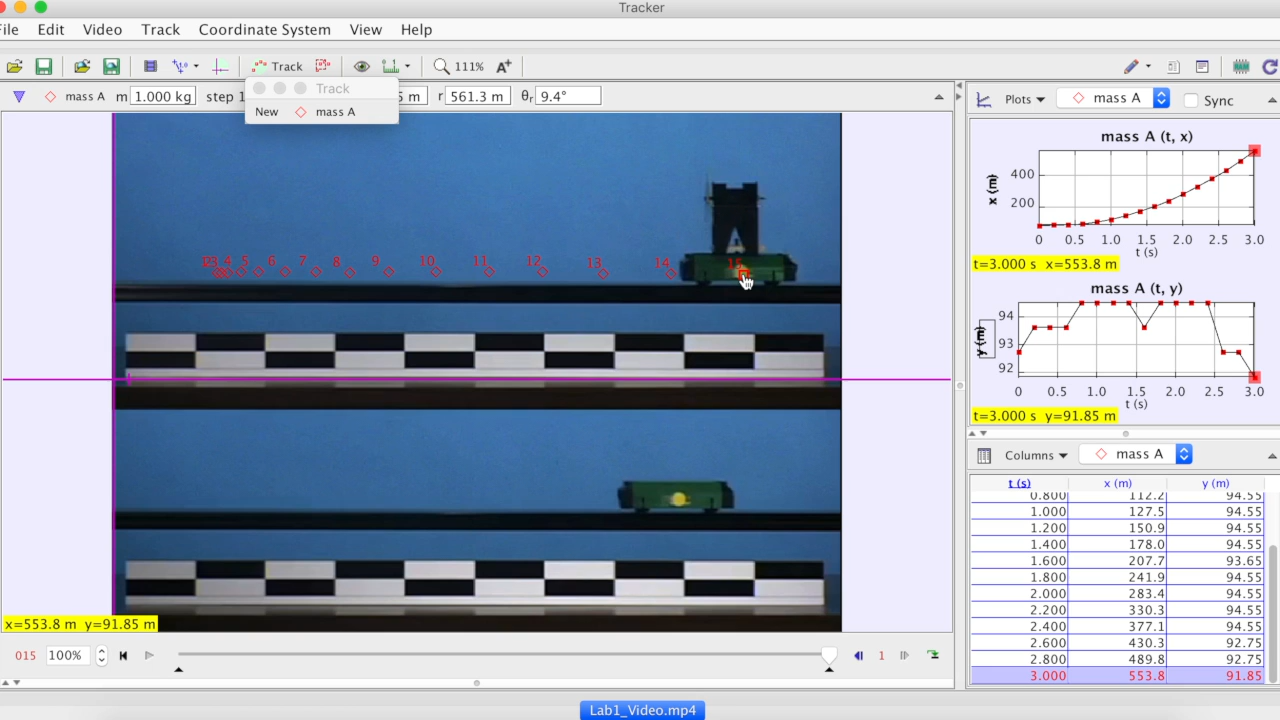 Tracker
File Edit Video Track Coordinate System View Help
Track 111% A+
Track
mass A m 1.000 kg step 1 5 m r 561.3 m θr 9.4°
New mass A
Plots mass A Sync
mass A (t, x)
x (m)
400
200
0 0.5 1.0 1.5 2.0 2.5 3.0
t (s)
t=3.000 s x=553.8 m
mass A (t, y)
y (m)
94
93
92
0 0.5 1.0 1.5 2.0 2.5 3.0
t (s)
t=3.000 s y=91.85 m
4 5 6 7 8 9 10 11 12 13 14 15
Columns mass A
t (s) x (m) y (m)
0.800 112.2 94.55
1.000 127.5 94.55
1.200 150.9 94.55
1.400 178.0 94.55
1.600 207.7 93.65
1.800 241.9 94.55
2.000 283.4 94.55
2.200 330.3 94.55
2.400 377.1 94.55
2.600 430.3 92.75
2.800 489.8 92.75
3.000 553.8 91.85
x=553.8 m y=91.85 m
015 100% 1
Lab1_Video.mp4